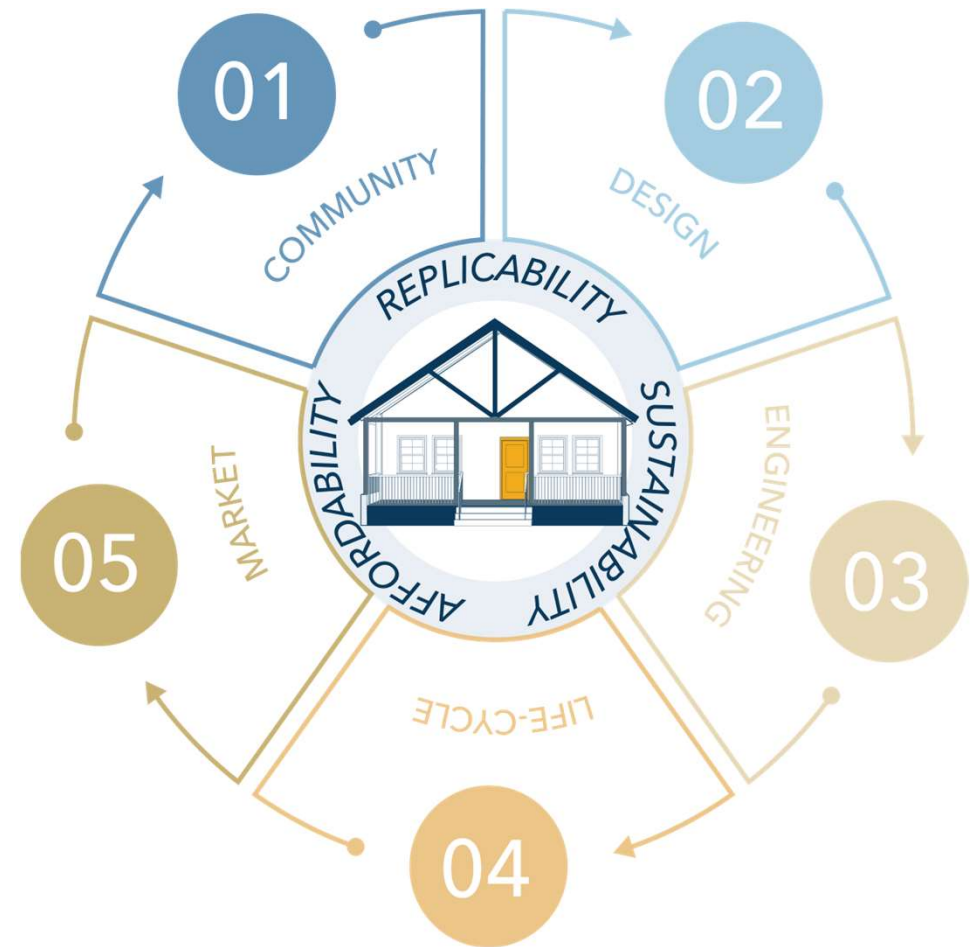 01
COMMUNITY
02
DESIGN
03
ENGINEERING
04
LIFE-CYCLE
05
MARKET
REPLICABILITY
SUSTAINABILITY
AFFORDABILITY